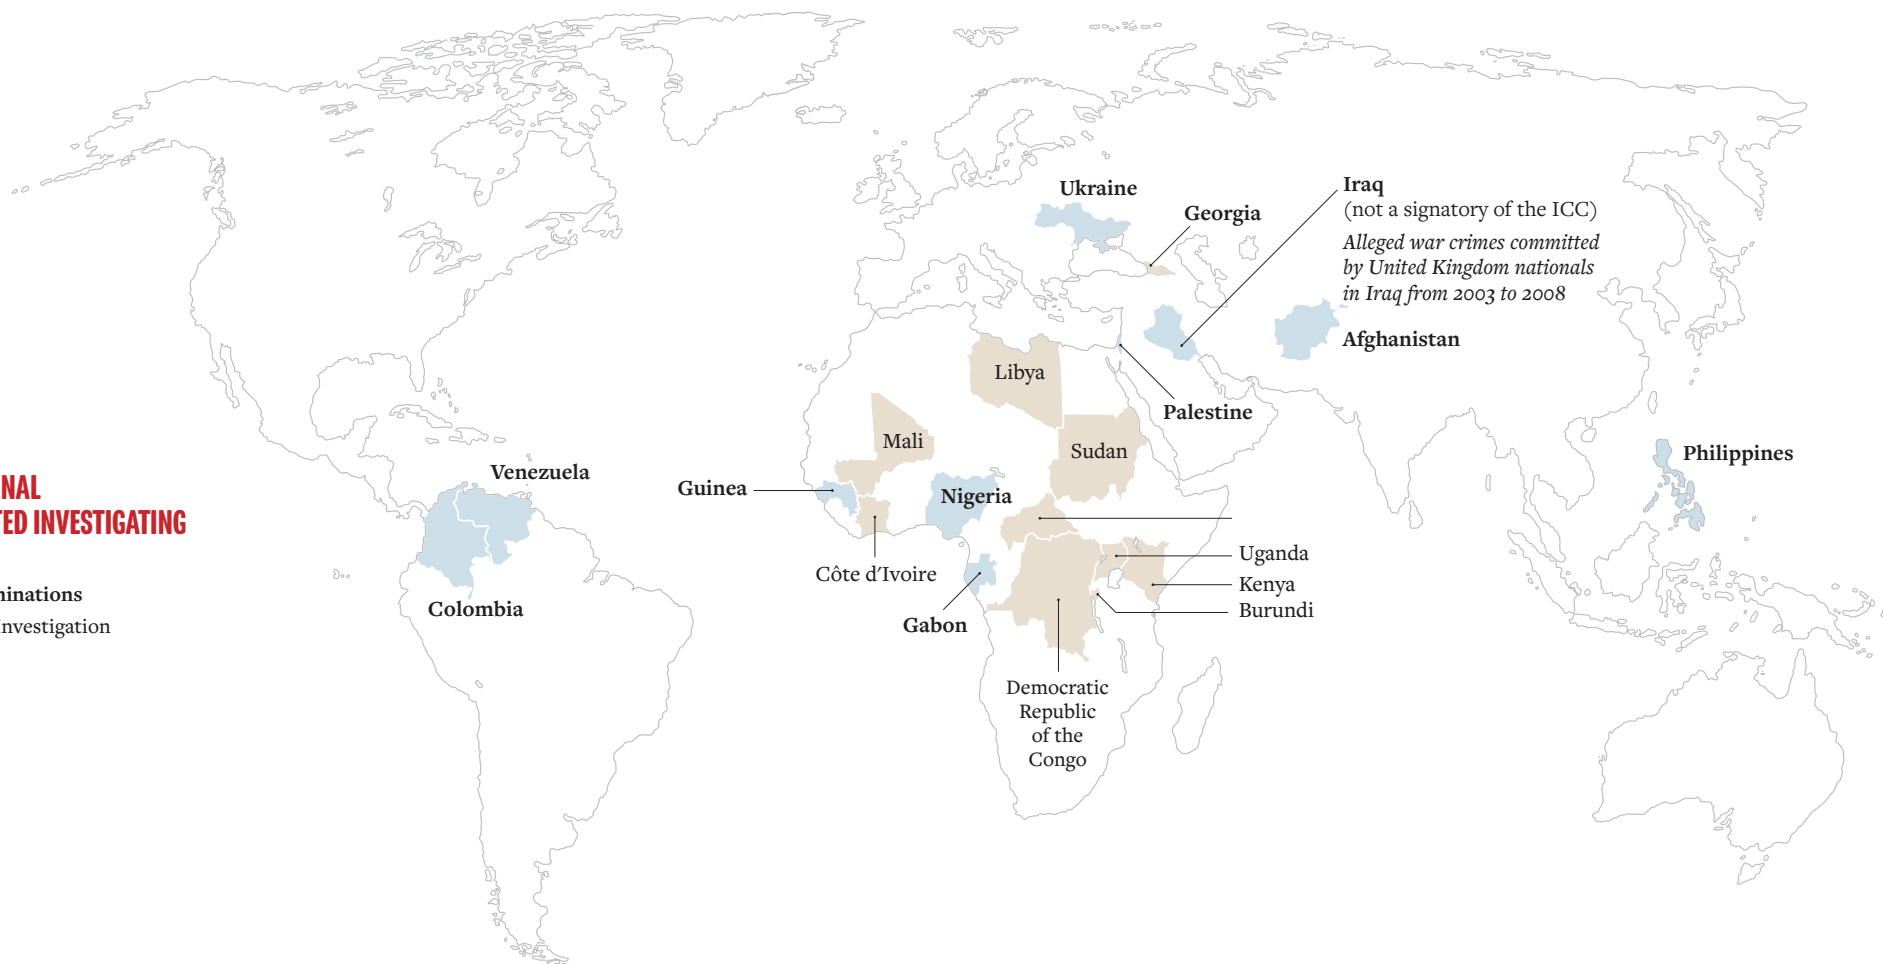 NAL
TED INVESTIGATING
minations
Investigation
Venezuela
Colombia
Guinea
Côte d'Ivoire
Gabon
Mali
Nigeria
Libya
Sudan
Uganda
Kenya
Burundi
Democratic
Republic
of the
Congo
Ukraine
Georgia
Iraq
(not a signatory of the ICC)
Alleged war crimes committed
by United Kingdom nationals
in Iraq from 2003 to 2008
Afghanistan
Palestine
Philippines